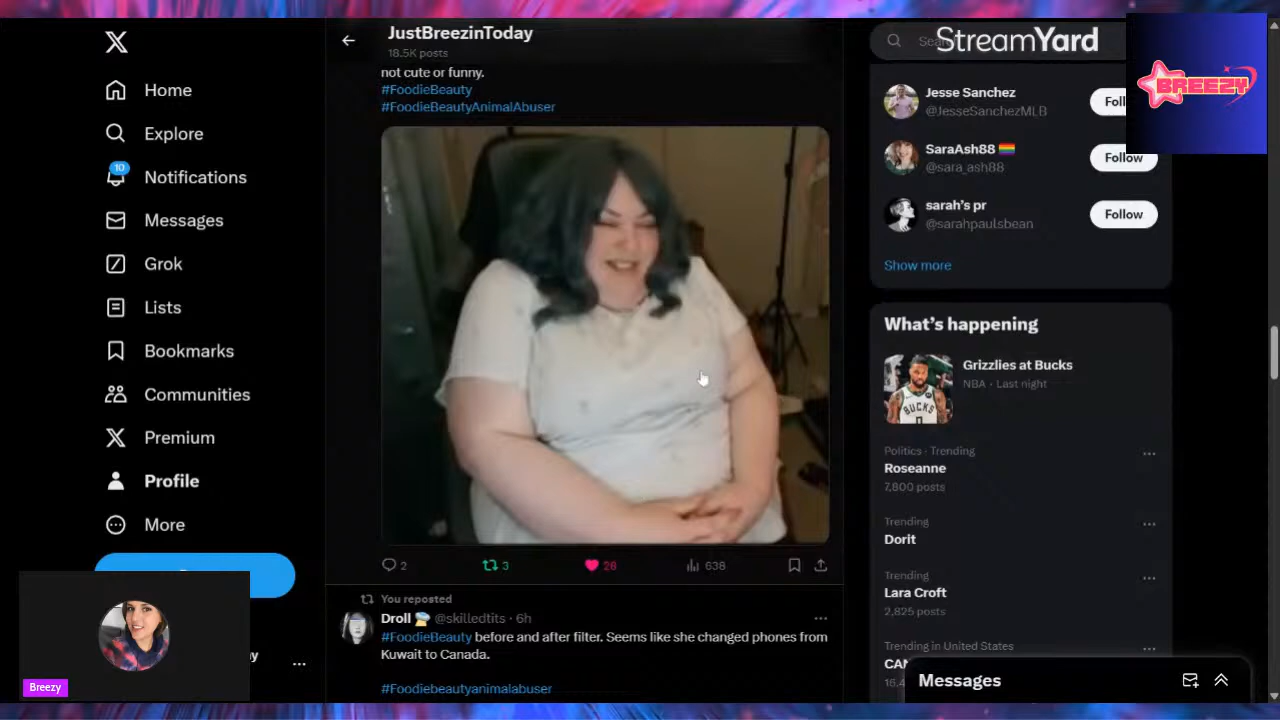 JustBreezinToday
18.5K posts
StreamYard
BREEZY
Home
Explore
10
Notifications
Messages
Grok
Lists
Bookmarks
Communities
Premium
Profile
More
Breezy
not cute or funny.
#FoodieBeauty
#FoodieBeautyAnimalAbuser
2
3
26
638
You reposted
Droll @skilledtits · 6h
#FoodieBeauty before and after filter. Seems like she changed phones from
Kuwait to Canada.
#Foodiebeautyanimalabuser
Jesse Sanchez
@JesseSanchezMLB
SaraAsh88
@sara_ash88
Follow
sarah's pr
@sarahpaulsbean
Follow
Show more
What's happening
Grizzlies at Bucks
NBA · Last night
BUCKS
Politics · Trending
Roseanne
7,800 posts
Trending
Dorit
Trending
Lara Croft
2,825 posts
Trending in United States
Messages